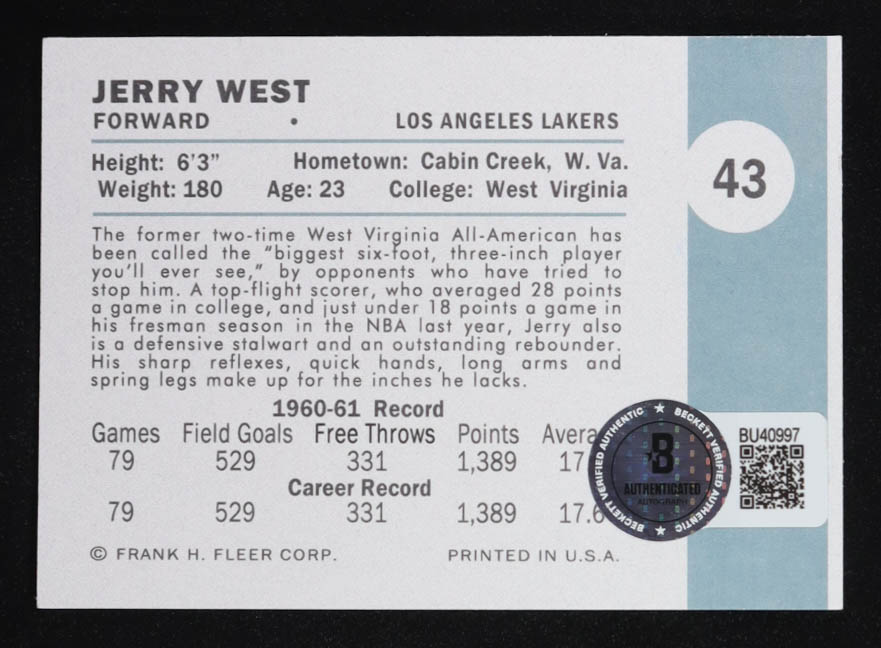 JERRY WEST
FORWARD • LOS ANGELES LAKERS
Height: 6'3" Hometown: Cabin Creek, W. Va.
Weight: 180 Age: 23 College: West Virginia
43
The former two-time West Virginia All-American has
been called the "biggest six-foot, three-inch player
you'll ever see," by opponents who have tried to
stop him. A top-flight scorer, who averaged 28 points
a game in college, and just under 18 points a game in
his fresman season in the NBA last year, Jerry also
is a defensive stalwart and an outstanding rebounder.
His sharp reflexes, quick hands, long arms and
spring legs make up for the inches he lacks.
1960-61 Record
Games Field Goals Free Throws Points
79 529 331 1,389 17
Career Record
79 529 331 1,389 17.6
© FRANK H. FLEER CORP. PRINTED IN U.S.A.
BECKETT VERIFIED AUTHENTIC ★ BECKETT VERIFIED AUTHENTIC ★
B
AUTHENTICATED
AUTOGRAPH
BU40997